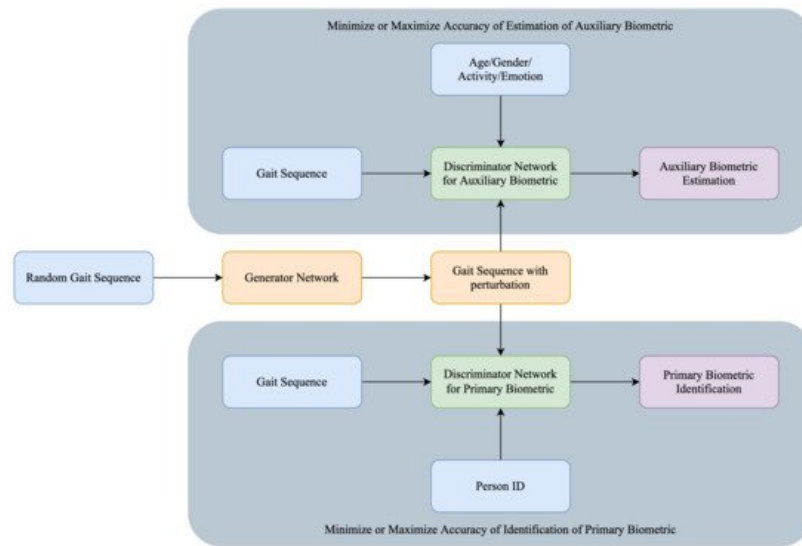 Minimize or Maximize Accuracy of Estimation of Auxiliary Biometric
Age/Gender/
Activity/Emotion
Gait Sequence
Discriminator Network
for Auxiliary Biometric
Auxiliary Biometric
Estimation
Random Gait Sequence
Generator Network
Gait Sequence with
perturbation
Gait Sequence
Discriminator Network
for Primary Biometric
Primary Biometric
Identification
Person ID
Minimize or Maximize Accuracy of Identification of Primary Biometric